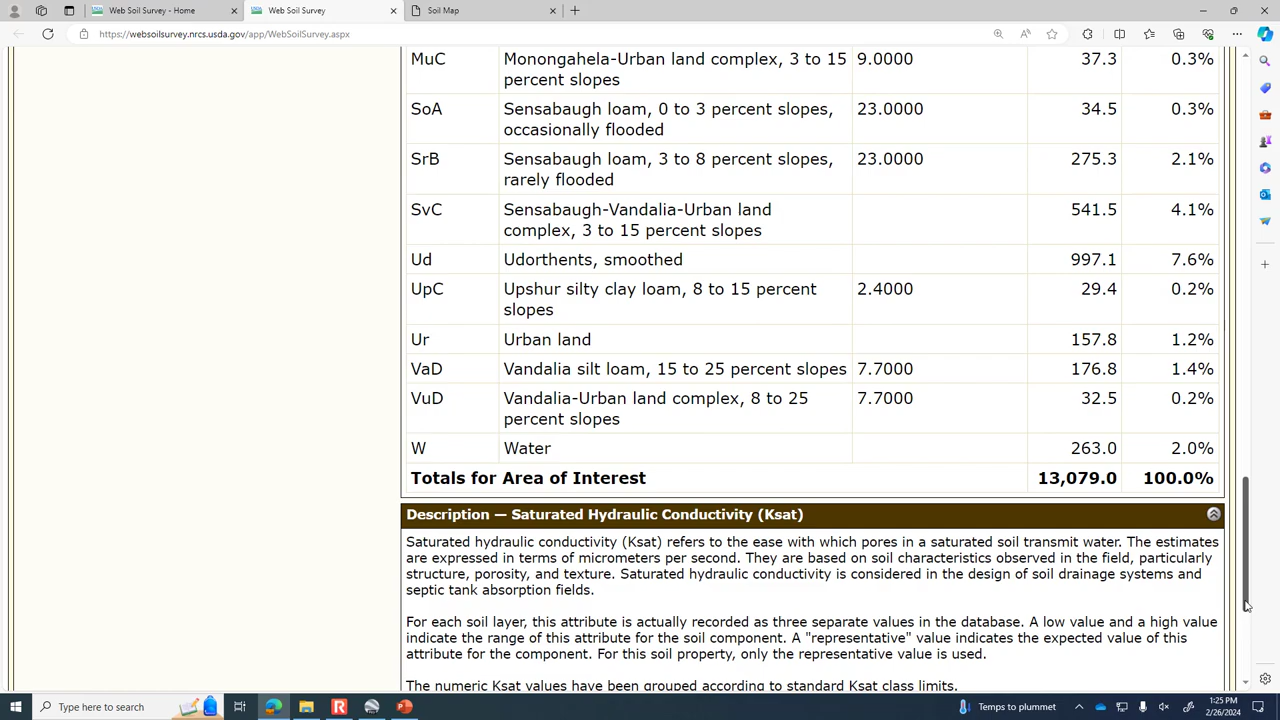 Web Soil Survey - Home
Web Soil Survey
Soil Map
https://websoilsurvey.nrcs.usda.gov/app/WebSoilSurvey.aspx
MuC Monongahela-Urban land complex, 3 to 15 9.0000 37.3 0.3%
percent slopes
SoA Sensabaugh loam, 0 to 3 percent slopes, 23.0000 34.5 0.3%
occasionally flooded
SrB Sensabaugh loam, 3 to 8 percent slopes, 23.0000 275.3 2.1%
rarely flooded
SvC Sensabaugh-Vandalia-Urban land 541.5 4.1%
complex, 3 to 15 percent slopes
Ud Udorthents, smoothed 997.1 7.6%
UpC Upshur silty clay loam, 8 to 15 percent 2.4000 29.4 0.2%
slopes
Ur Urban land 157.8 1.2%
VaD Vandalia silt loam, 15 to 25 percent slopes 7.7000 176.8 1.4%
VuD Vandalia-Urban land complex, 8 to 25 7.7000 32.5 0.2%
percent slopes
W Water 263.0 2.0%
Totals for Area of Interest 13,079.0 100.0%
Description — Saturated Hydraulic Conductivity (Ksat)
Saturated hydraulic conductivity (Ksat) refers to the ease with which pores in a saturated soil transmit water. The estimates
are expressed in terms of micrometers per second. They are based on soil characteristics observed in the field, particularly
structure, porosity, and texture. Saturated hydraulic conductivity is considered in the design of soil drainage systems and
septic tank absorption fields.
For each soil layer, this attribute is actually recorded as three separate values in the database. A low value and a high value
indicate the range of this attribute for the soil component. A "representative" value indicates the expected value of this
attribute for the component. For this soil property, only the representative value is used.
The numeric Ksat values have been grouped according to standard Ksat class limits.
Type here to search
Temps to plummet
1:25 PM
2/26/2024